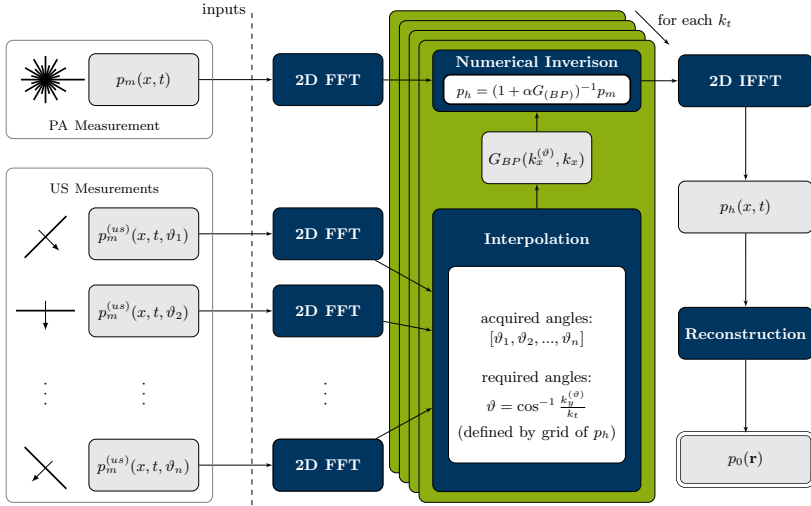 inputs
for each k_t
p_m(x, t)
PA Measurement
2D FFT
Numerical Inverison
p_h = (1 + αG_{(BP)})^{-1}p_m
2D IFFT
G_{BP}(k_x^{(ϑ)}, k_x)
p_h(x, t)
US Mesurements
p_m^{(us)}(x, t, ϑ_1)
2D FFT
Interpolation
p_m^{(us)}(x, t, ϑ_2)
2D FFT
acquired angles:
[ϑ_1, ϑ_2, ..., ϑ_n]
required angles:
ϑ = cos^{-1} \frac{k_y^{(ϑ)}}{k_t}
(defined by grid of p_h)
Reconstruction
⋮ ⋮ ⋮
p_m^{(us)}(x, t, ϑ_n)
2D FFT
p_0(r)